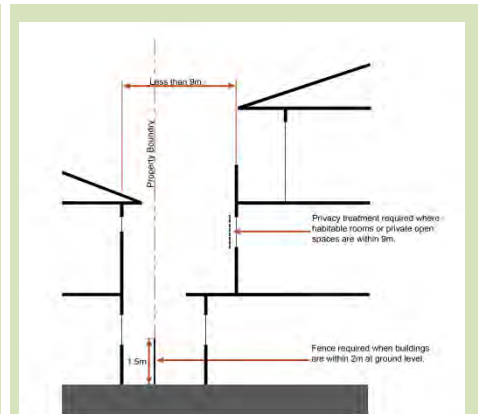 Less than 9m
Property Boundry
Privacy treatment required where
habitable rooms or private open
spaces are within 9m.
1.5m
Fence required when buildings
are within 2m at ground level.